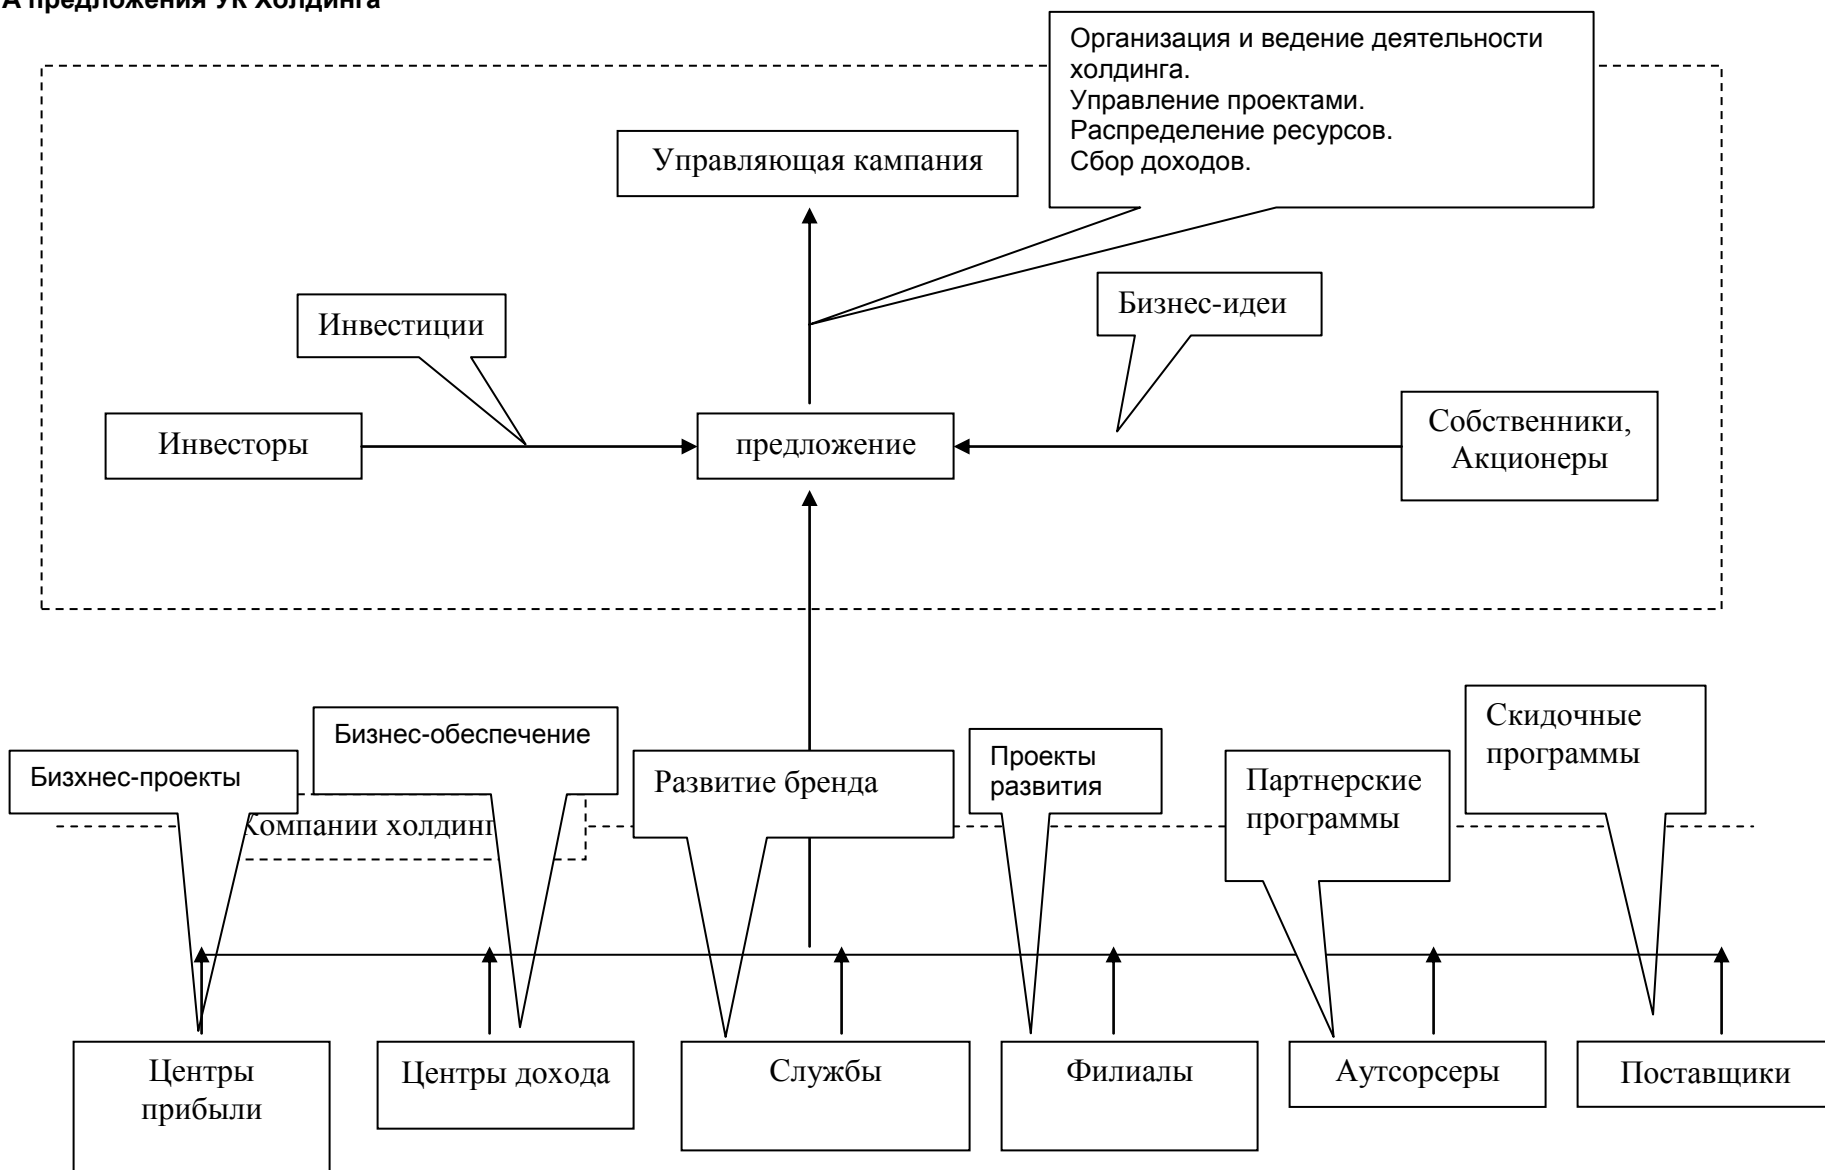 А предложения УК Холдинга
Организация и ведение деятельности
холдинга.
Управление проектами.
Распределение ресурсов.
Сбор доходов.
Управляющая кампания
Инвестиции
Бизнес-идеи
Инвесторы
предложение
Собственники,
Акционеры
Бизхнес-проекты
Бизнес-обеспечение
Развитие бренда
Проекты
развития
Партнерские
программы
Скидочные
программы
Компании холдинг
Центры
прибыли
Центры дохода
Службы
Филиалы
Аутсорсеры
Поставщики